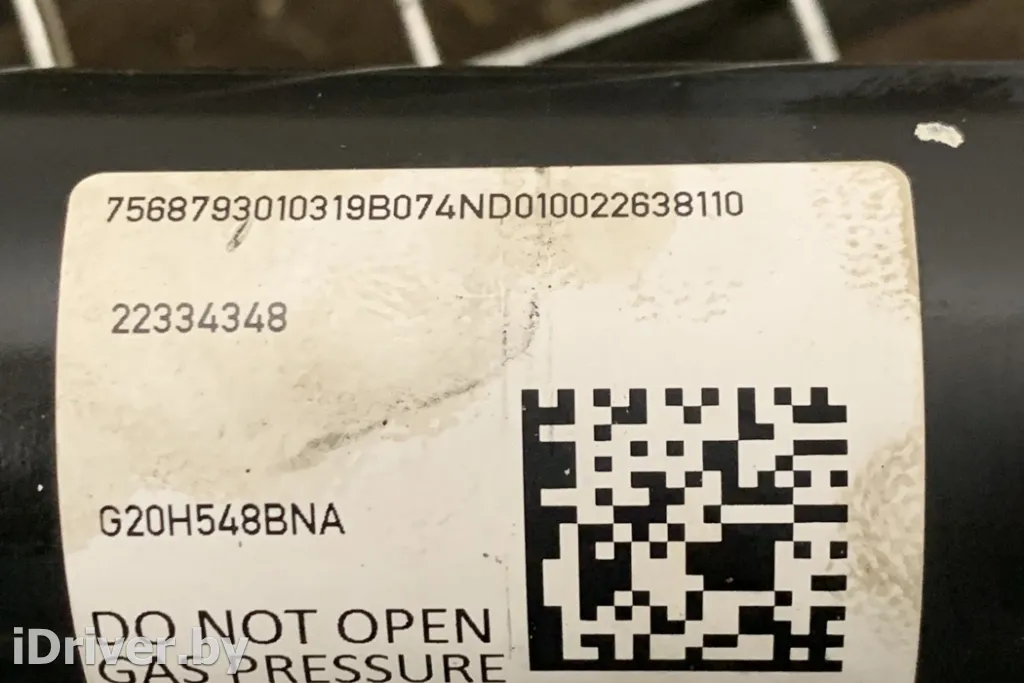 7568793010319B074ND010022638110
22334348
G20H548BNA
DO NOT OPEN
GAS PRESSURE
iDriver.by